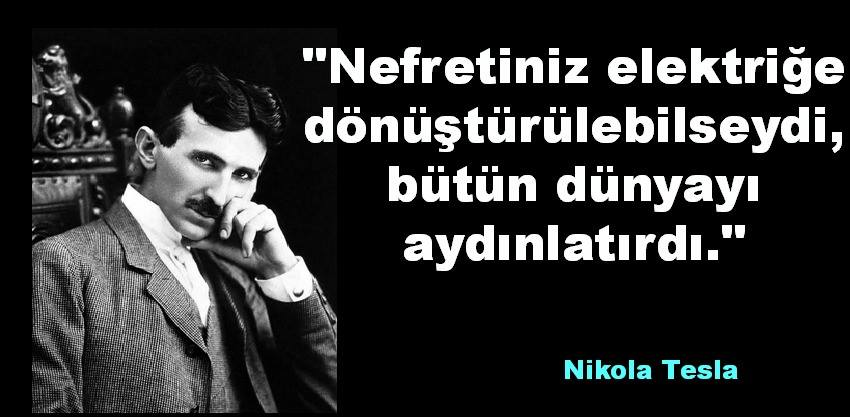 "Nefretiniz elektriğe
dönüştürülebilseydi,
bütün dünyayı
aydınlatırdı."
Nikola Tesla